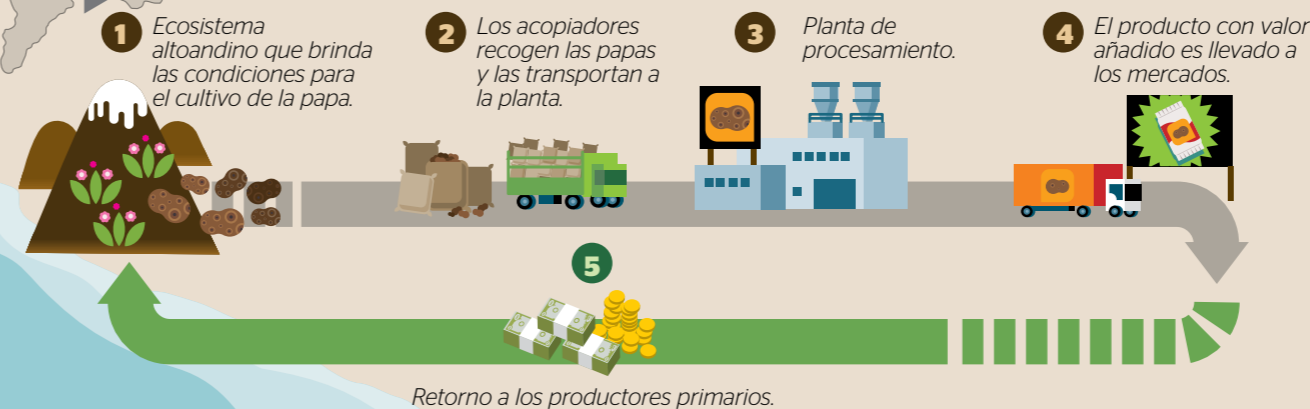 1
Ecosistema
altoandino que brinda
las condiciones para
el cultivo de la papa.
2
Los acopiadores
recogen las papas
y las transportan a
la planta.
3
Planta de
procesamiento.
4
El producto con valor
añadido es llevado a
los mercados.
5
Retorno a los productores primarios.